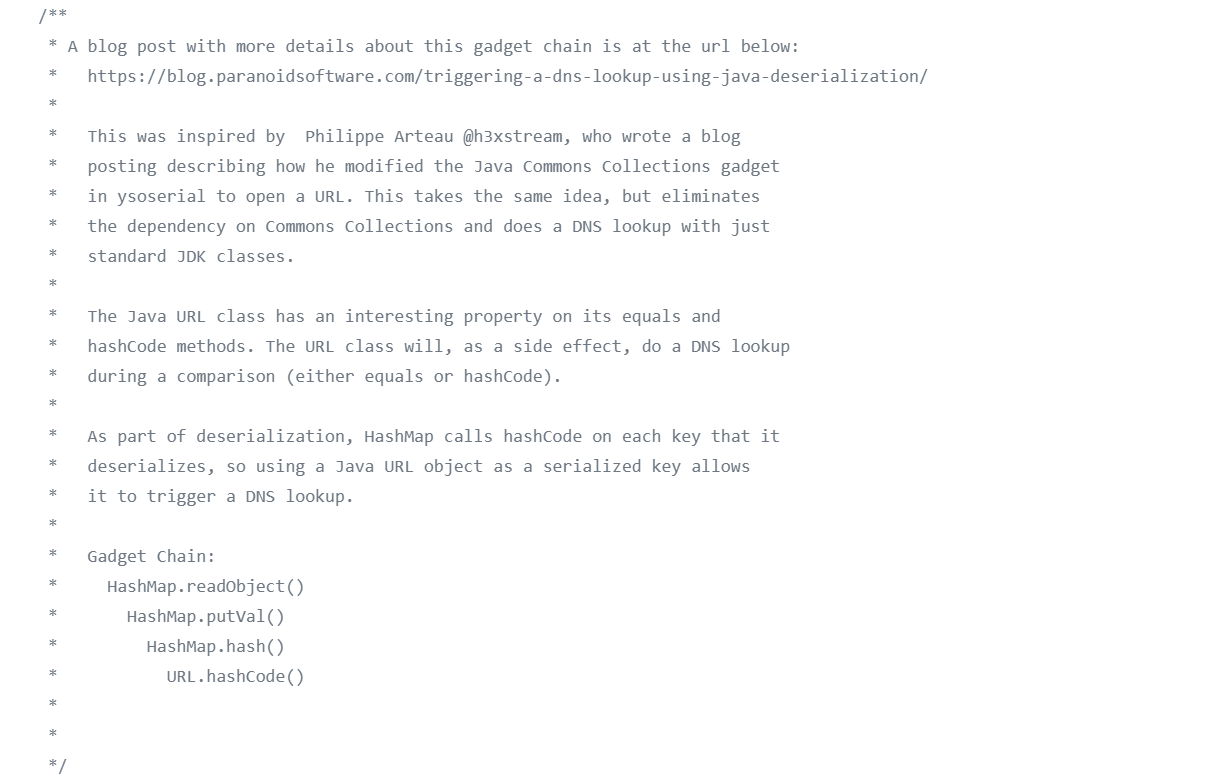 /**
 * A blog post with more details about this gadget chain is at the url below:
 *   https://blog.paranoidsoftware.com/triggering-a-dns-lookup-using-java-deserialization/
 *
 *   This was inspired by  Philippe Arteau @h3xstream, who wrote a blog
 *   posting describing how he modified the Java Commons Collections gadget
 *   in ysoserial to open a URL. This takes the same idea, but eliminates
 *   the dependency on Commons Collections and does a DNS lookup with just
 *   standard JDK classes.
 *
 *   The Java URL class has an interesting property on its equals and
 *   hashCode methods. The URL class will, as a side effect, do a DNS lookup
 *   during a comparison (either equals or hashCode).
 *
 *   As part of deserialization, HashMap calls hashCode on each key that it
 *   deserializes, so using a Java URL object as a serialized key allows
 *   it to trigger a DNS lookup.
 *
 *   Gadget Chain:
 *     HashMap.readObject()
 *       HashMap.putVal()
 *         HashMap.hash()
 *           URL.hashCode()
 *
 *
 */